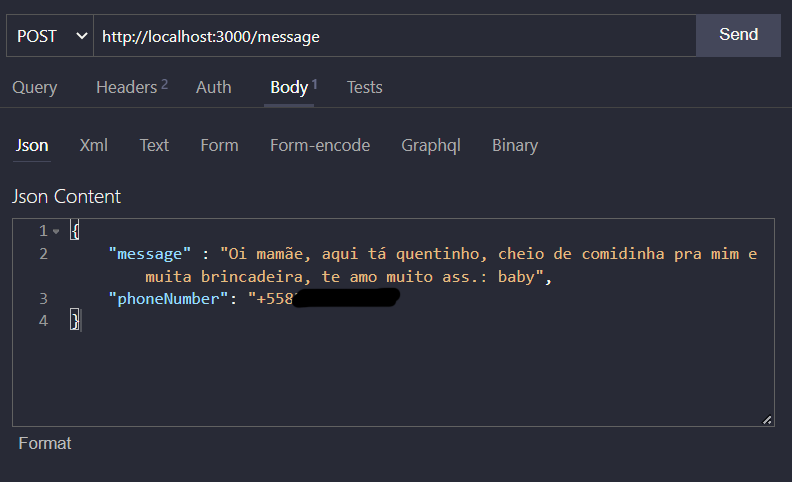 POST http://localhost:3000/message Send
Query Headers 2 Auth Body 1 Tests
Json Xml Text Form Form-encode Graphql Binary
Json Content
1 {
2 "message" : "Oi mamãe, aqui tá quentinho, cheio de comidinha pra mim e
muita brincadeira, te amo muito ass.: baby",
3 "phoneNumber": "+558
4 }
Format